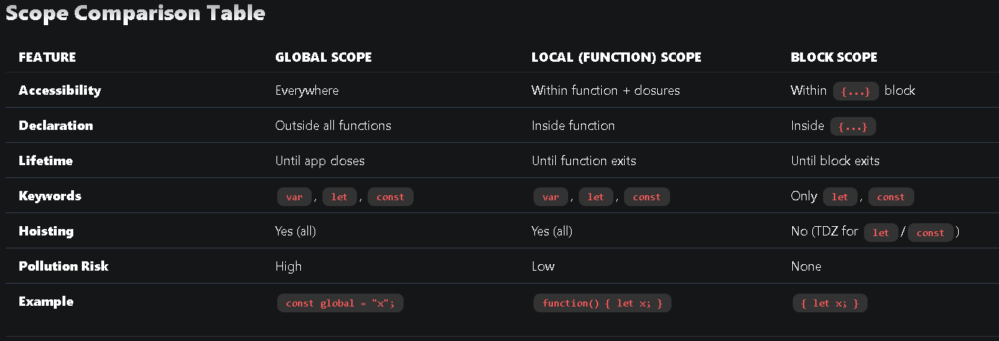 Scope Comparison Table
FEATURE GLOBAL SCOPE LOCAL (FUNCTION) SCOPE BLOCK SCOPE
Accessibility Everywhere Within function + closures Within {...} block
Declaration Outside all functions Inside function Inside {...}
Lifetime Until app closes Until function exits Until block exits
Keywords var, let, const var, let, const Only let, const
Hoisting Yes (all) Yes (all) No (TDZ for let/const)
Pollution Risk High Low None
Example const global = "x"; function() { let x; } { let x; }